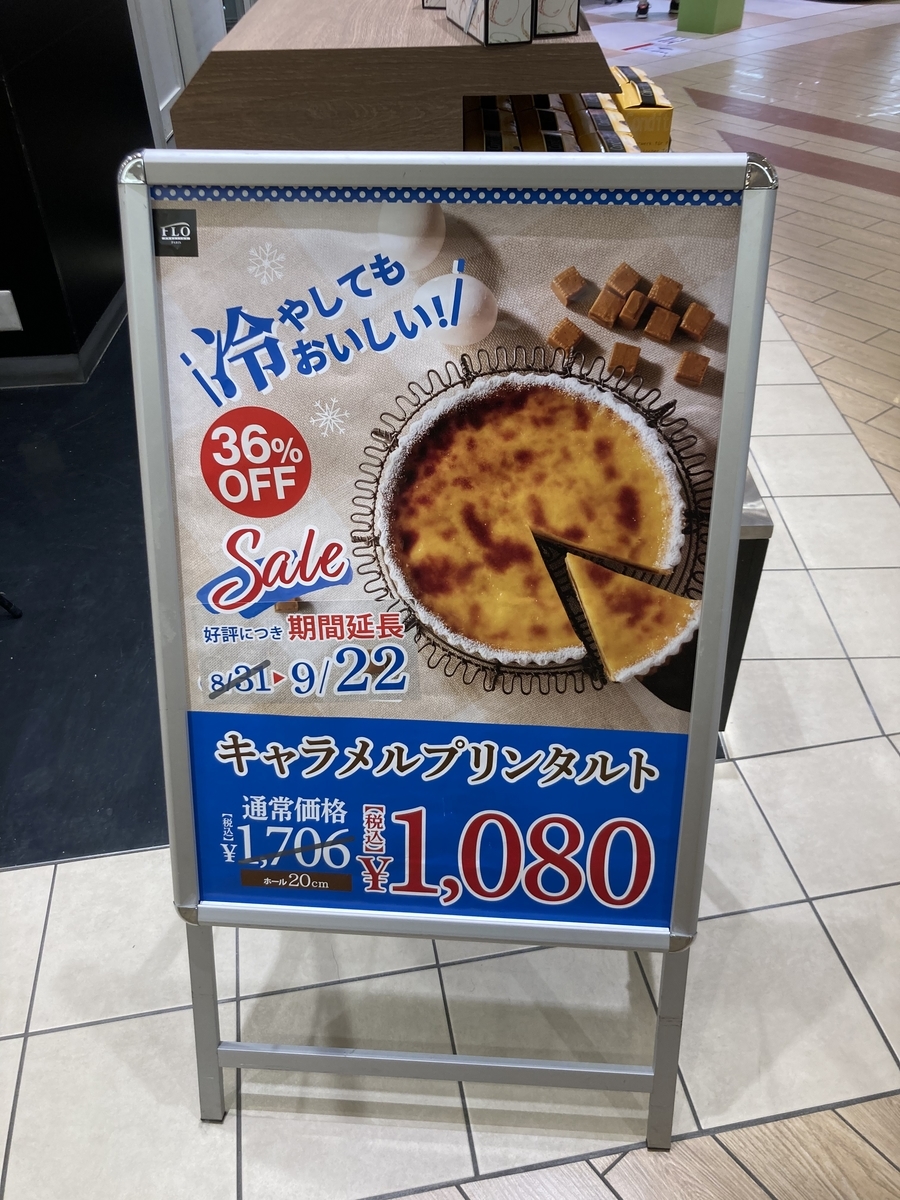 FLO
冷やしても
おいしい!
36%
OFF
Sale
好評につき 期間延長
8/31▶9/22
キャラメルプリンタルト
通常価格
【税込】¥1,706
ホール20cm
【税込】¥1,080